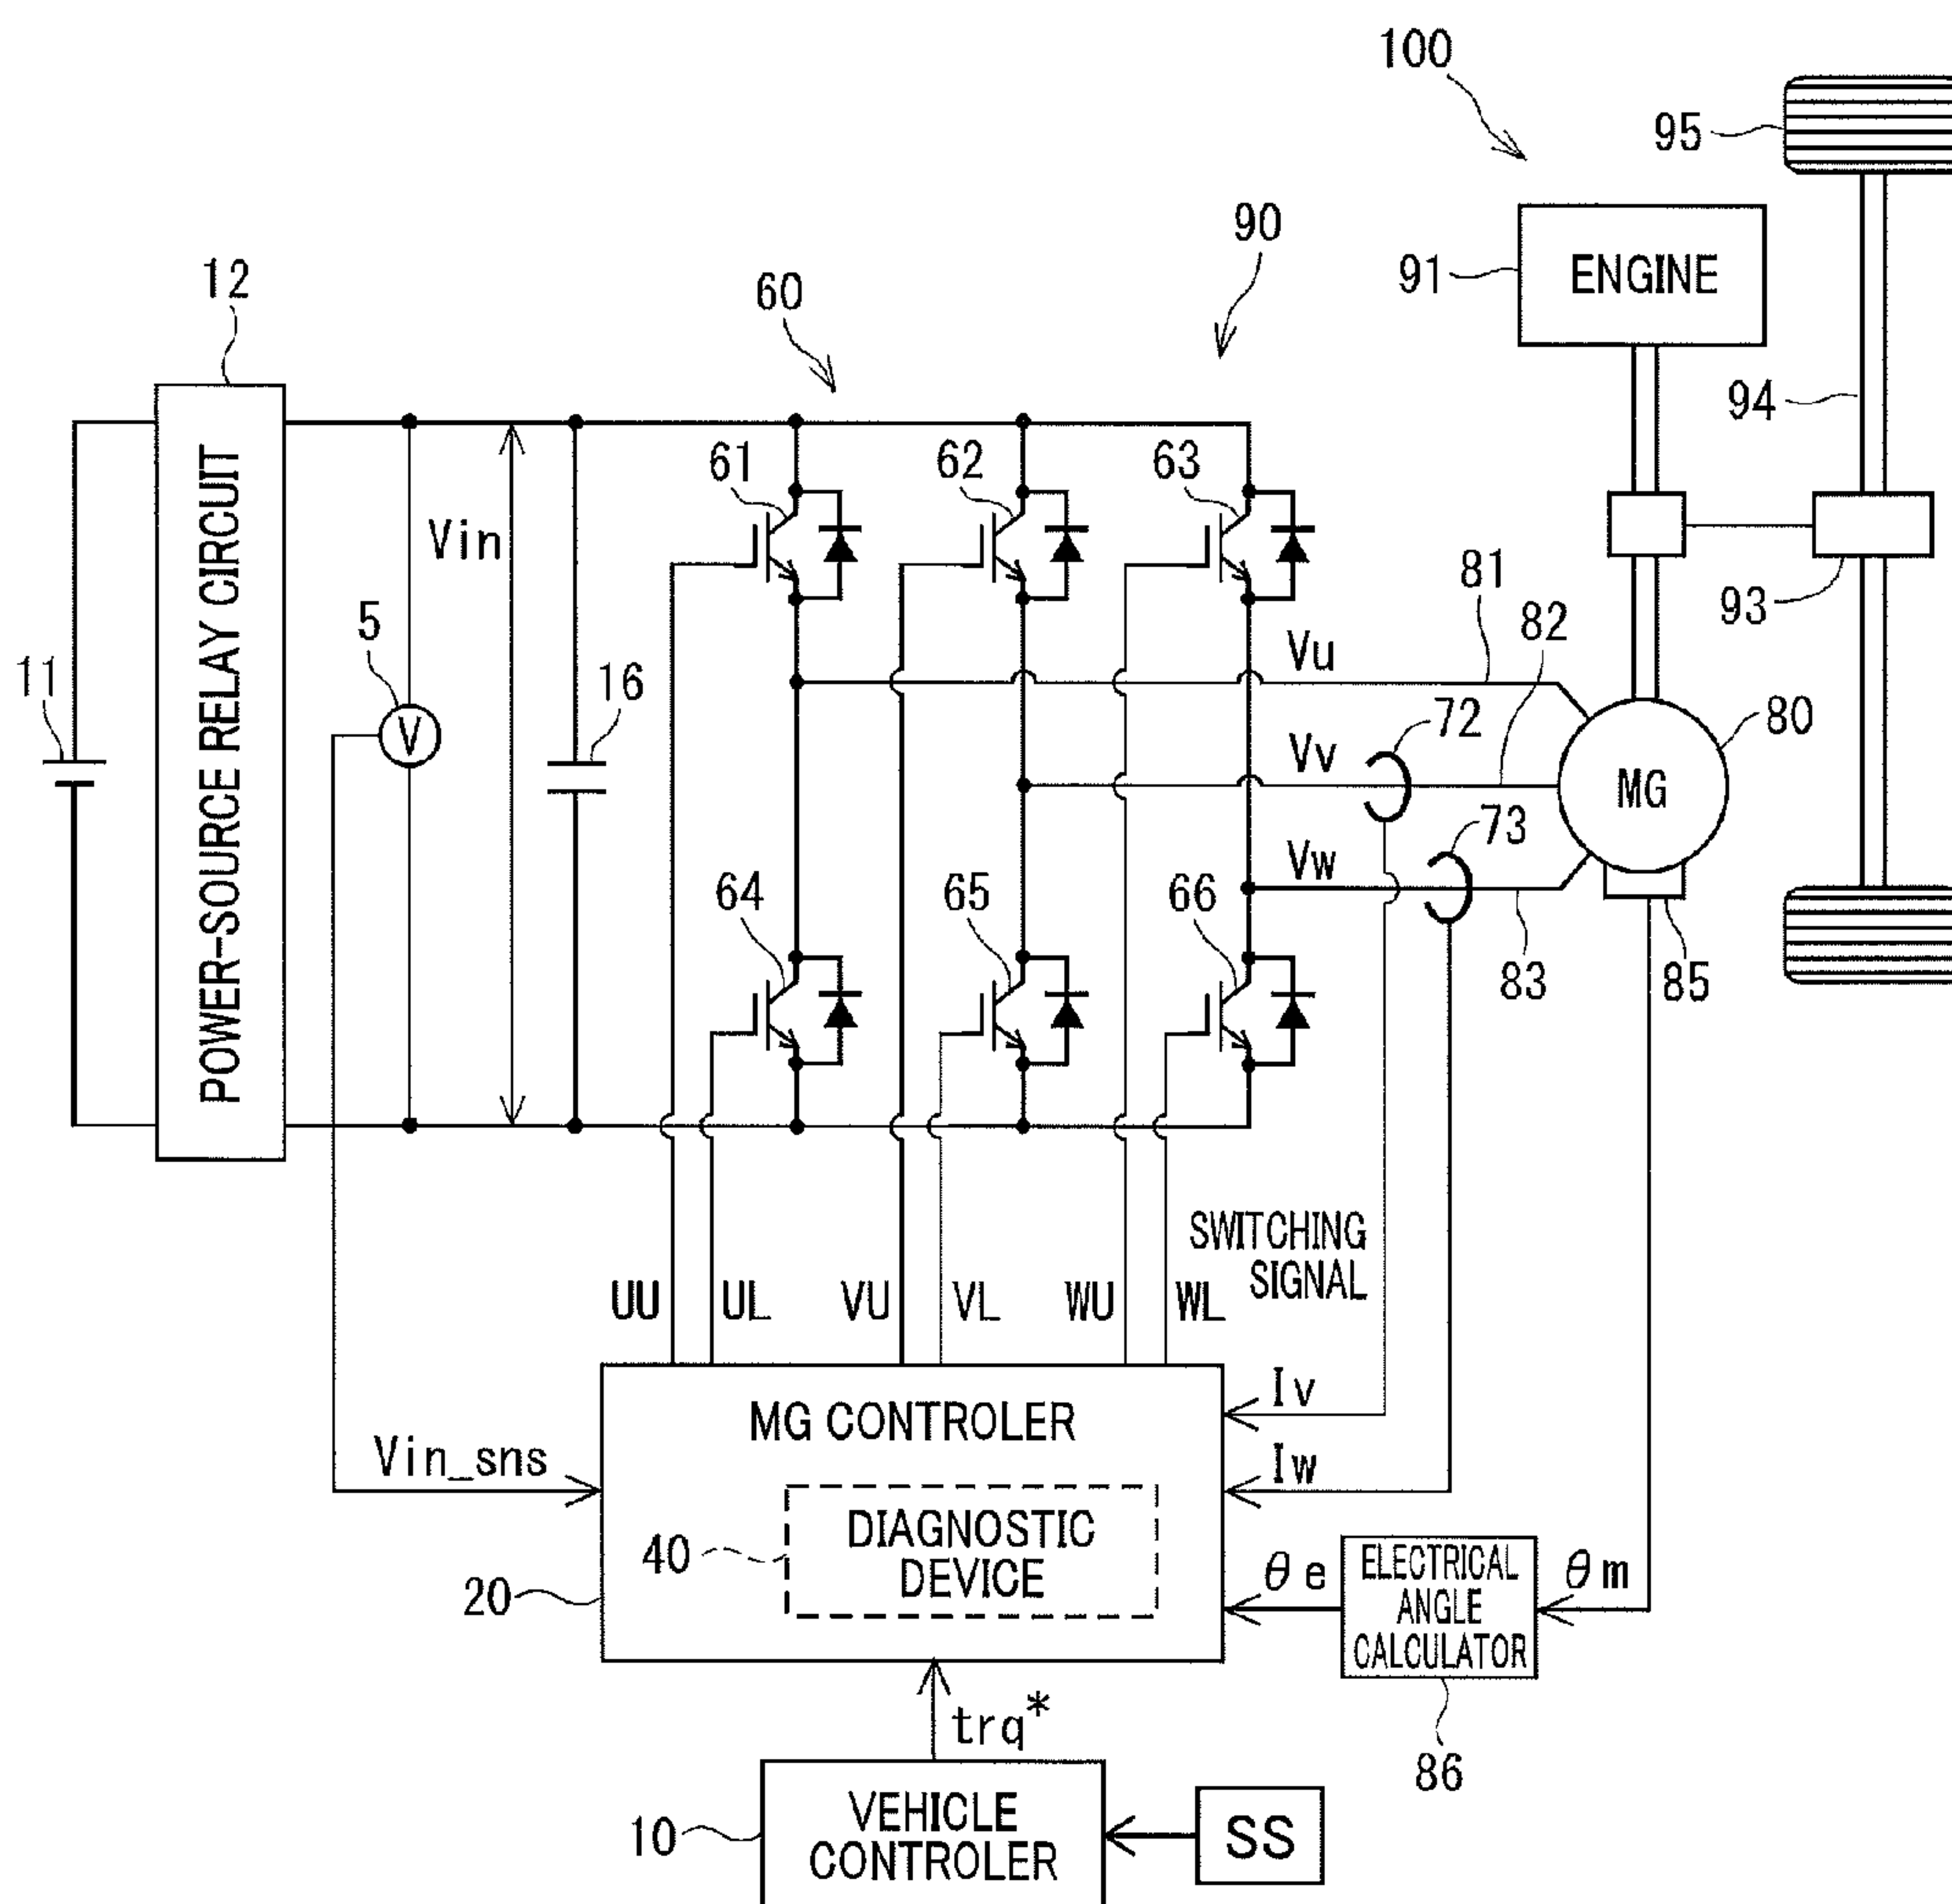 100
95
90
91
ENGINE
12
60
94
POWER-SOURCE RELAY CIRCUIT
61
62
63
Vin
81
93
5
82
11
16
Vu
V
72
80
Vv
MG
73
Vw
64
65
66
83
85
SWITCHING
SIGNAL
UU
UL
VU
VL
WU
WL
Iv
MG CONTROLER
Vin_sns
Iw
DIAGNOSTIC
DEVICE
40
20
θe
ELECTRICAL
ANGLE
CALCULATOR
θm
trq*
86
VEHICLE
CONTROLER
10
SS